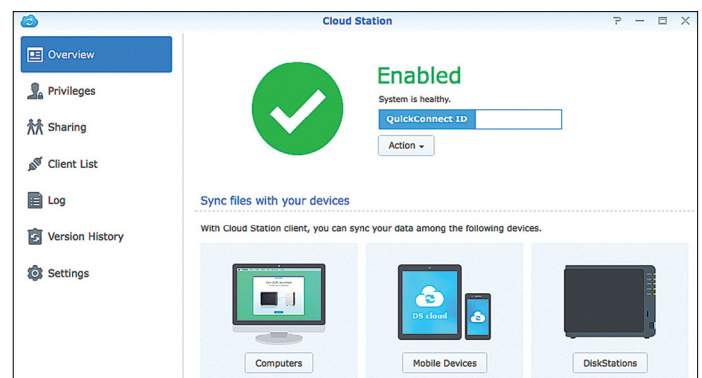 Cloud Station
Overview
Privileges
Sharing
Client List
Log
Version History
Settings
Enabled
System is healthy.
QuickConnect ID
Action
Sync files with your devices
With Cloud Station client, you can sync your data among the following devices.
DS cloud
Computers
Mobile Devices
DiskStations